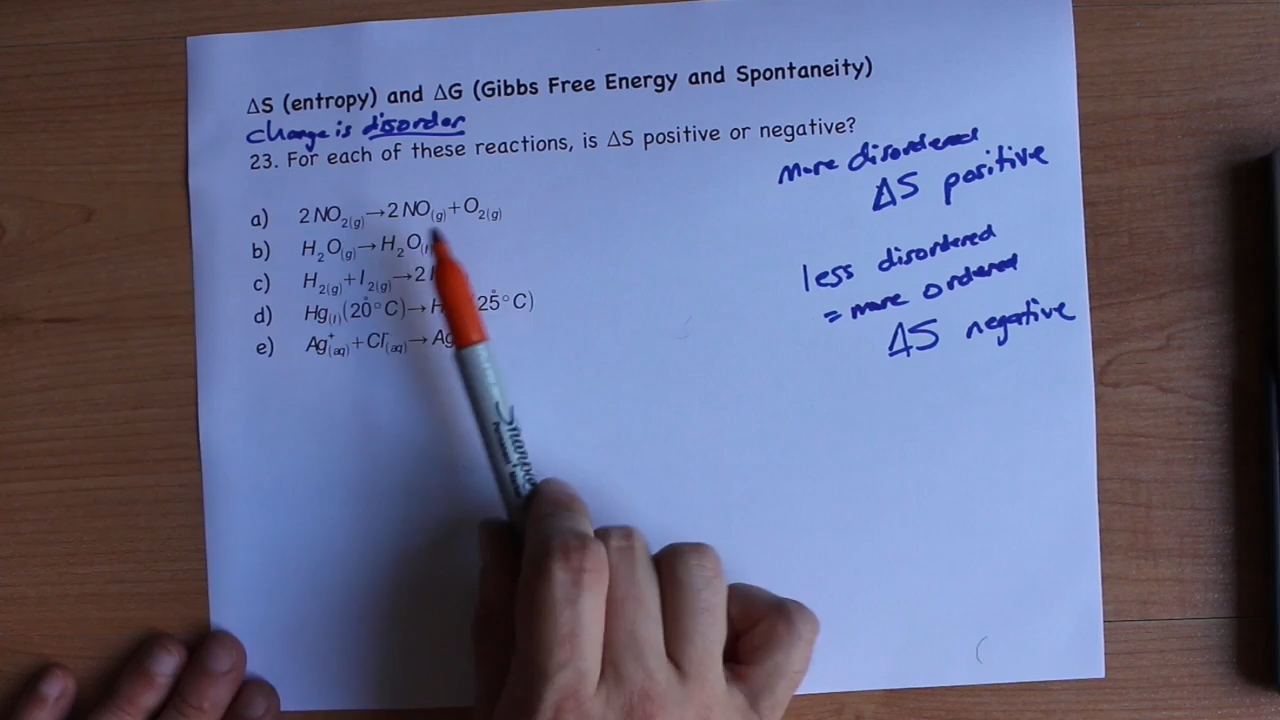 ΔS (entropy) and ΔG (Gibbs Free Energy and Spontaneity)
change is disorder
23. For each of these reactions, is ΔS positive or negative?
a) 2NO₂(g)→2NO(g)+O₂(g)
b) H₂O(g)→H₂O(l
c) H₂(g)+I₂(g)→2
d) Hg(l)(20°C)→H 25°C)
e) Ag⁺(aq)+Cl⁻(aq)→Ag
more disordered
ΔS positive
less disordered
= more ordered
ΔS negative
Sharpie